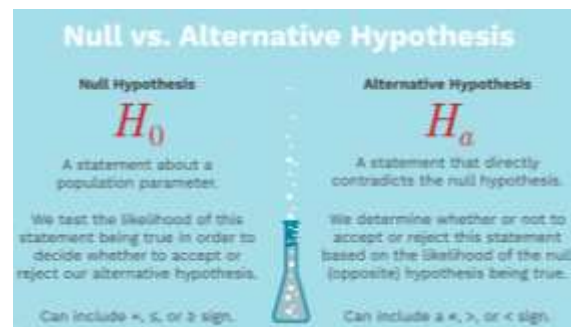 Null vs. Alternative Hypothesis
Null Hypothesis
H₀
A statement about a
population parameter.
We test the likelihood of this
statement being true in order to
decide whether to accept or
reject our alternative hypothesis.
Can include =, ≤, or ≥ sign.
Alternative Hypothesis
Hₐ
A statement that directly
contradicts the null hypothesis.
We determine whether or not to
accept or reject this statement
based on the likelihood of the null
(opposite) hypothesis being true.
Can include a ≠, >, or < sign.